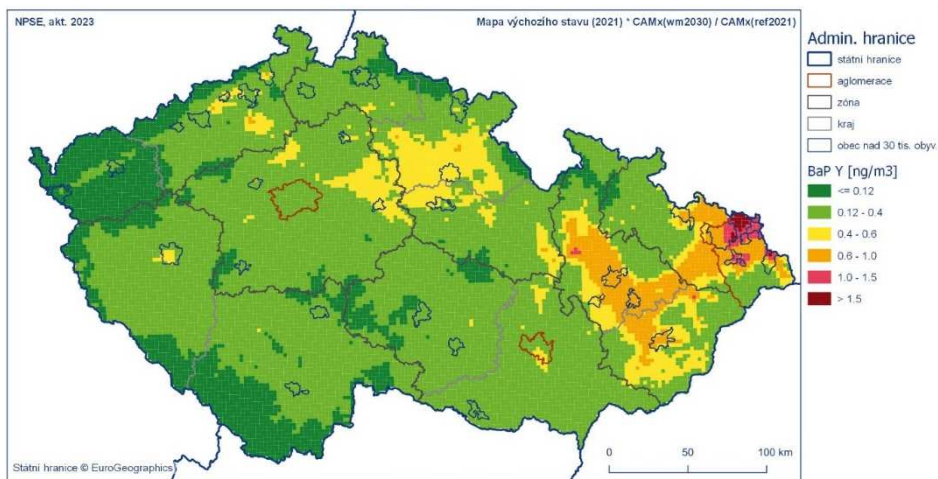 NPSE, akt. 2023
Mapa výchozího stavu (2021) * CAMx(wm2030) / CAMx(ref2021)
Admin. hranice
státní hranice
aglomerace
zóna
kraj
obec nad 30 tis. obyv.
BaP Y [ng/m3]
<= 0.12
0.12 - 0.4
0.4 - 0.6
0.6 - 1.0
1.0 - 1.5
> 1.5
Státní hranice © EuroGeographics
0 50 100 km